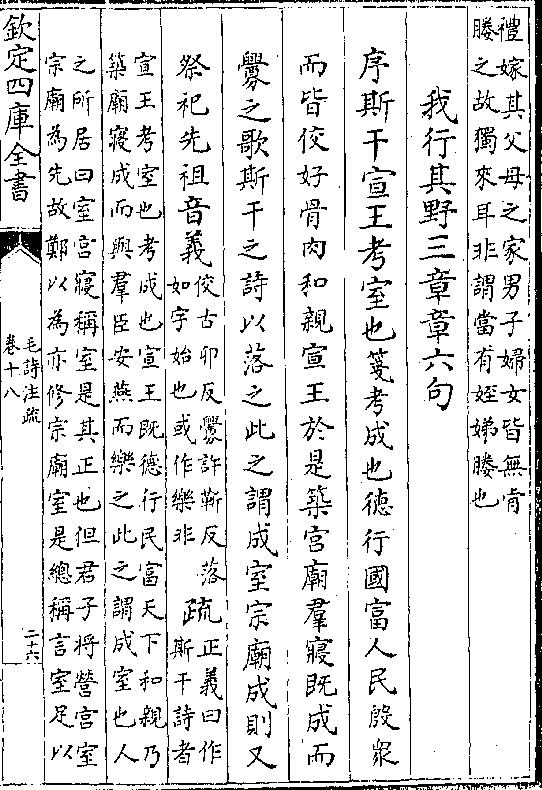 禮嫁其父母之家男子婦女皆無肯
媵之故獨來耳非謂當有姪娣媵也
我行其野三章章六句
序斯干宣王考室也箋考成也德行國富人民殷衆
而皆佼好骨肉和親宣王於是築宫廟羣寢既成而
釁之歌斯干之詩以落之此之謂成室宗廟成則又
祭祀先祖音義
佼古卯反釁許靳反落
如字始也或作樂非
疏
正義曰作
斯干詩者
宣王考室也考成也宣王既德行民富天下和親乃
築廟寢成而與羣臣安燕而樂之此之謂成室也人
之所居曰室宫寢稱室是其正也但君子將營宫室
宗廟為先故鄭以為亦修宗廟室是總稱言室足以
欽定四庫全書
毛詩注疏
卷十八
二十六